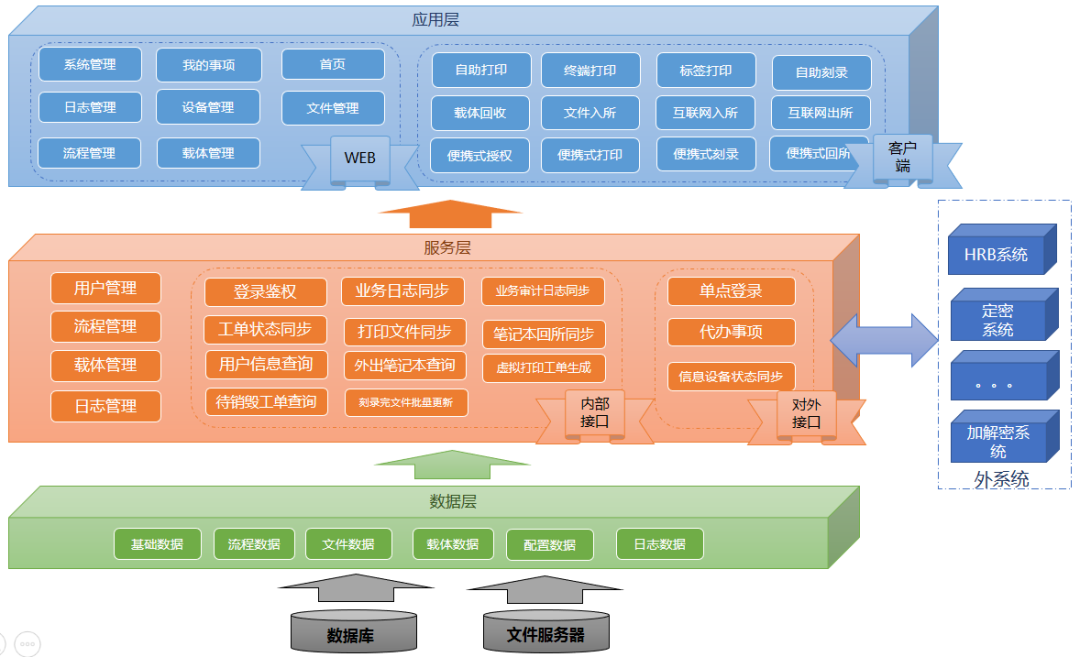 应用层
系统管理
我的事项
首页
日志管理
设备管理
文件管理
流程管理
载体管理
WEB
自助打印
终端打印
标签打印
自助刻录
载体回收
文件入所
互联网入所
互联网出所
便携式授权
便携式打印
便携式刻录
便携式回所
客户
端
服务层
用户管理
流程管理
载体管理
日志管理
登录鉴权
业务日志同步
业务审计日志同步
工单状态同步
打印文件同步
笔记本回所同步
用户信息查询
外出笔记本查询
虚拟打印工单生成
待销毁工单查询
刻录完文件批量更新
内部
接口
单点登录
代办事项
信息设备状态同步
对外
接口
HRB系统
定密
系统
。。。
加解密系
统
外系统
数据层
基础数据
流程数据
文件数据
载体数据
配置数据
日志数据
数据库
文件服务器